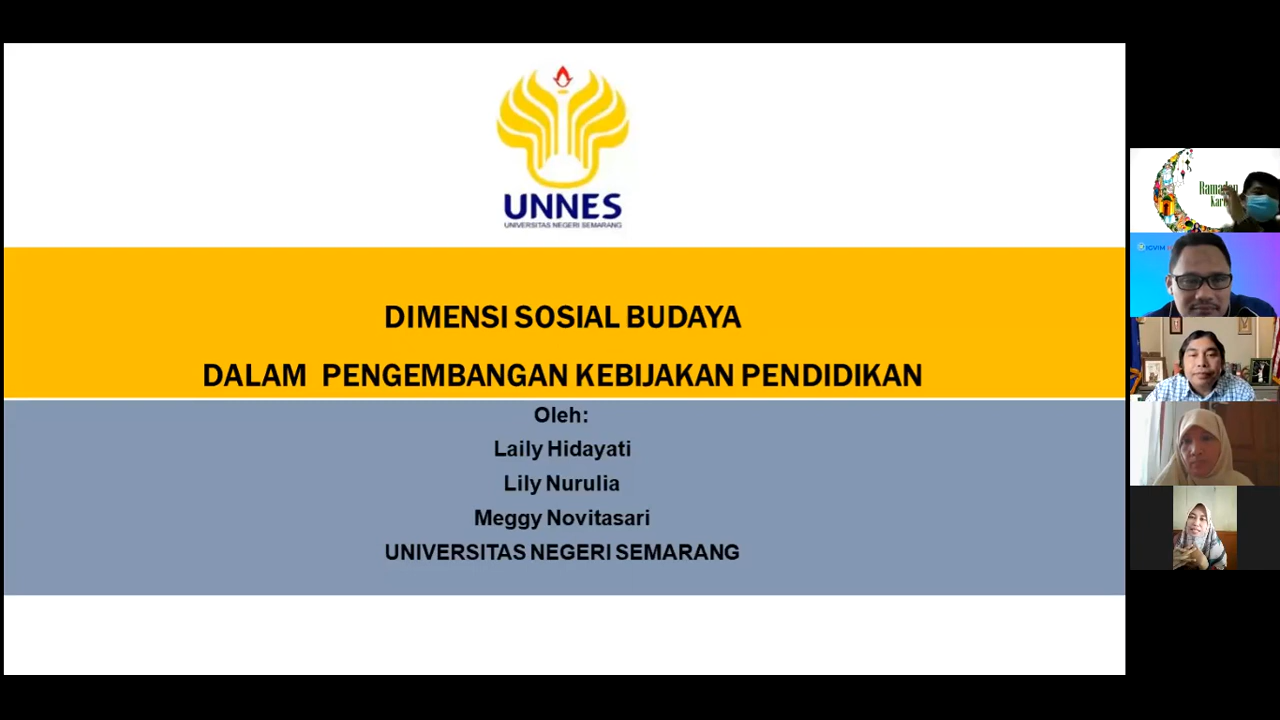 UNNES
UNIVERSITAS NEGERI SEMARANG
DIMENSI SOSIAL BUDAYA
DALAM PENGEMBANGAN KEBIJAKAN PENDIDIKAN
Oleh:
Laily Hidayati
Lily Nurulia
Meggy Novitasari
UNIVERSITAS NEGERI SEMARANG
Ramadan